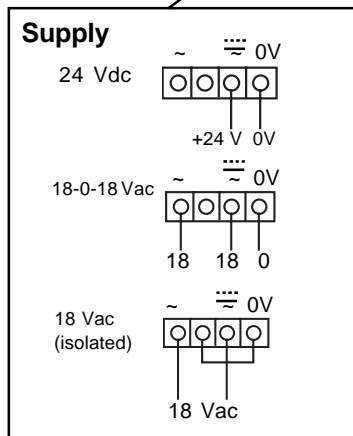 Supply
~ ⎓ 0V
24 Vdc
~
+24 V 0V
~ ⎓ 0V
18-0-18 Vac
~
18 18 0
~ ⎓ 0V
~
18 Vac
(isolated)
18 Vac